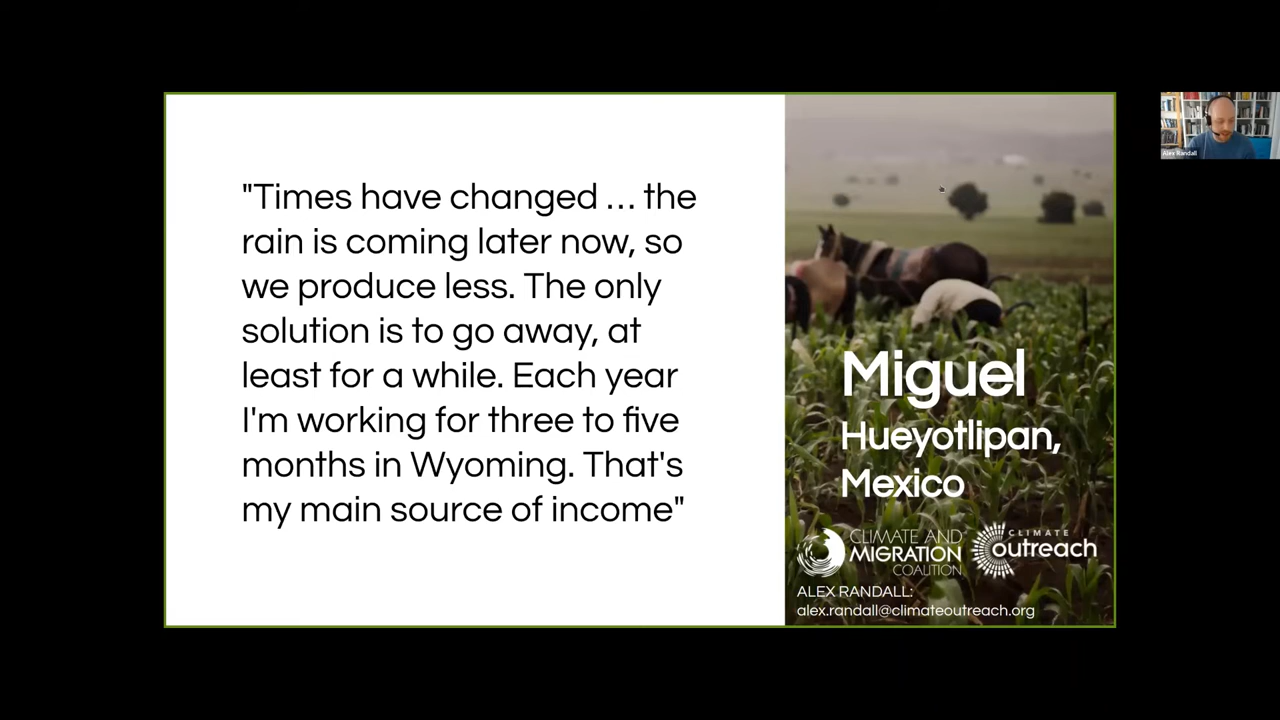 "Times have changed ... the
rain is coming later now, so
we produce less. The only
solution is to go away, at
least for a while. Each year
I'm working for three to five
months in Wyoming. That's
my main source of income"
Miguel
Hueyotlipan,
Mexico
CLIMATE AND
MIGRATION
COALITION
CLIMATE
outreach
ALEX RANDALL:
alex.randall@climateoutreach.org
Alex Randall